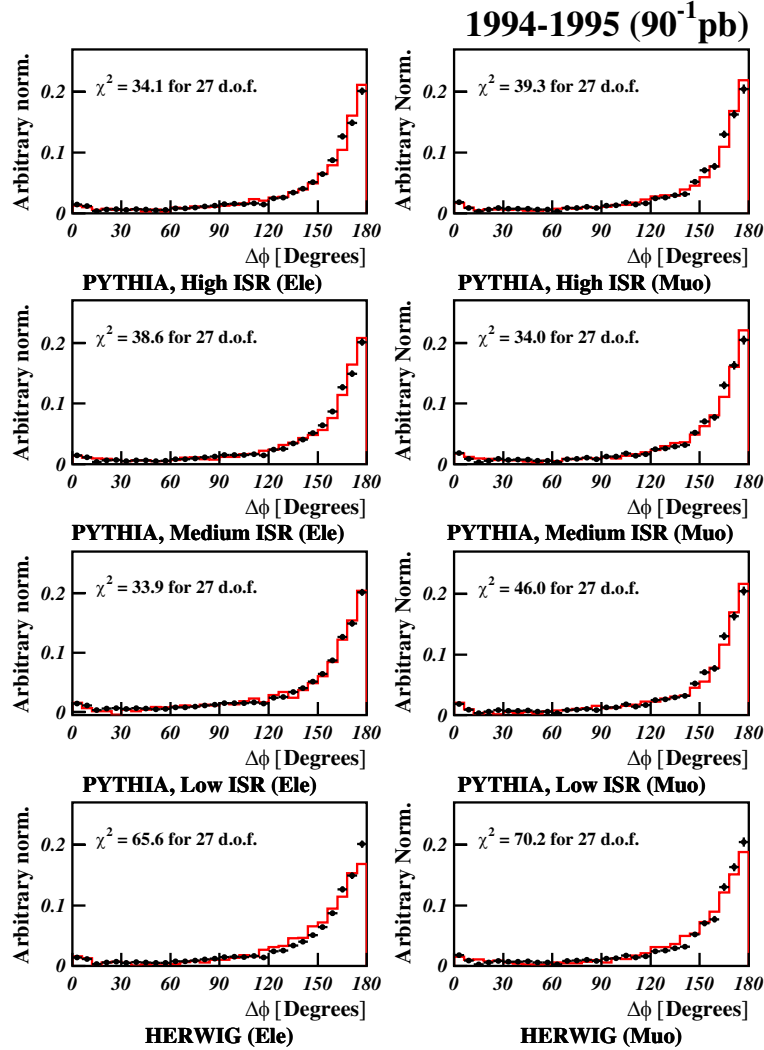 1994-1995 (90⁻¹pb)
Arbitrary norm.
χ² = 34.1 for 27 d.o.f.
0.2
0.1
0
0 30 60 90 120 150 180
Δϕ [Degrees]
PYTHIA, High ISR (Ele)
Arbitrary Norm.
χ² = 39.3 for 27 d.o.f.
0.2
0.1
0
0 30 60 90 120 150 180
Δϕ [Degrees]
PYTHIA, High ISR (Muo)
Arbitrary norm.
χ² = 38.6 for 27 d.o.f.
0.2
0.1
0
0 30 60 90 120 150 180
Δϕ [Degrees]
PYTHIA, Medium ISR (Ele)
Arbitrary Norm.
χ² = 34.0 for 27 d.o.f.
0.2
0.1
0
0 30 60 90 120 150 180
Δϕ [Degrees]
PYTHIA, Medium ISR (Muo)
Arbitrary norm.
χ² = 33.9 for 27 d.o.f.
0.2
0.1
0
0 30 60 90 120 150 180
Δϕ [Degrees]
PYTHIA, Low ISR (Ele)
Arbitrary Norm.
χ² = 46.0 for 27 d.o.f.
0.2
0.1
0
0 30 60 90 120 150 180
Δϕ [Degrees]
PYTHIA, Low ISR (Muo)
Arbitrary norm.
χ² = 65.6 for 27 d.o.f.
0.2
0.1
0
0 30 60 90 120 150 180
Δϕ [Degrees]
HERWIG (Ele)
Arbitrary Norm.
χ² = 70.2 for 27 d.o.f.
0.2
0.1
0
0 30 60 90 120 150 180
Δϕ [Degrees]
HERWIG (Muo)